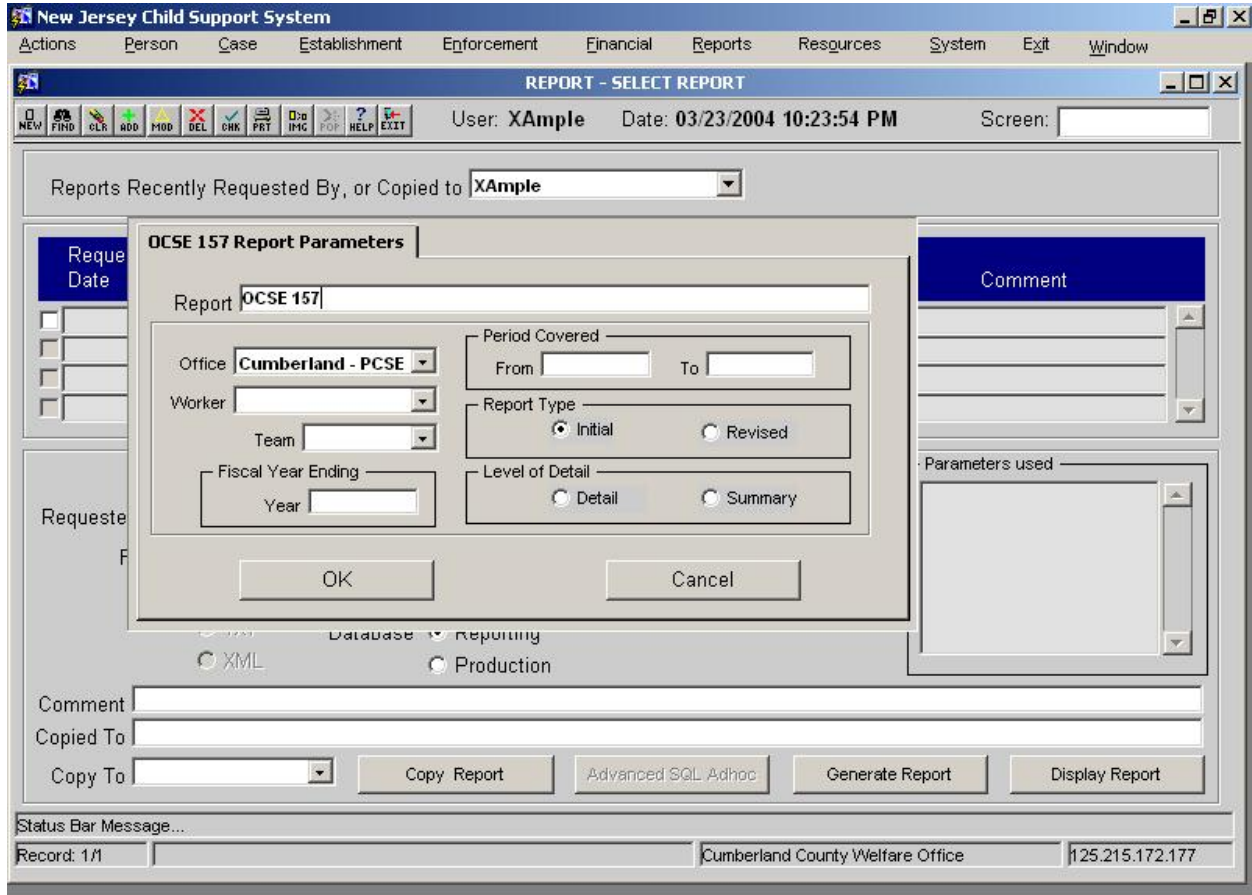 New Jersey Child Support System
Actions Person Case Establishment Enforcement Financial Reports Resources System Exit Window
REPORT - SELECT REPORT
NEW FIND CLR ADD MOD DEL CHK PRT IMG POP HELP EXIT User: XAmple Date: 03/23/2004 10:23:54 PM Screen:
Reports Recently Requested By, or Copied to XAmple
OCSE 157 Report Parameters
Reque
Date Comment
Report OCSE 157
Period Covered
Office Cumberland - PCSE From To
Worker
Report Type
Initial Revised
Team
Fiscal Year Ending Level of Detail Parameters used
Year Detail Summary
Requeste
F
OK Cancel
Database Reporting
XML Production
Comment
Copied To
Copy To Copy Report Advanced SQL Adhoc Generate Report Display Report
Status Bar Message...
Record: 1/1 Cumberland County Welfare Office 125.215.172.177